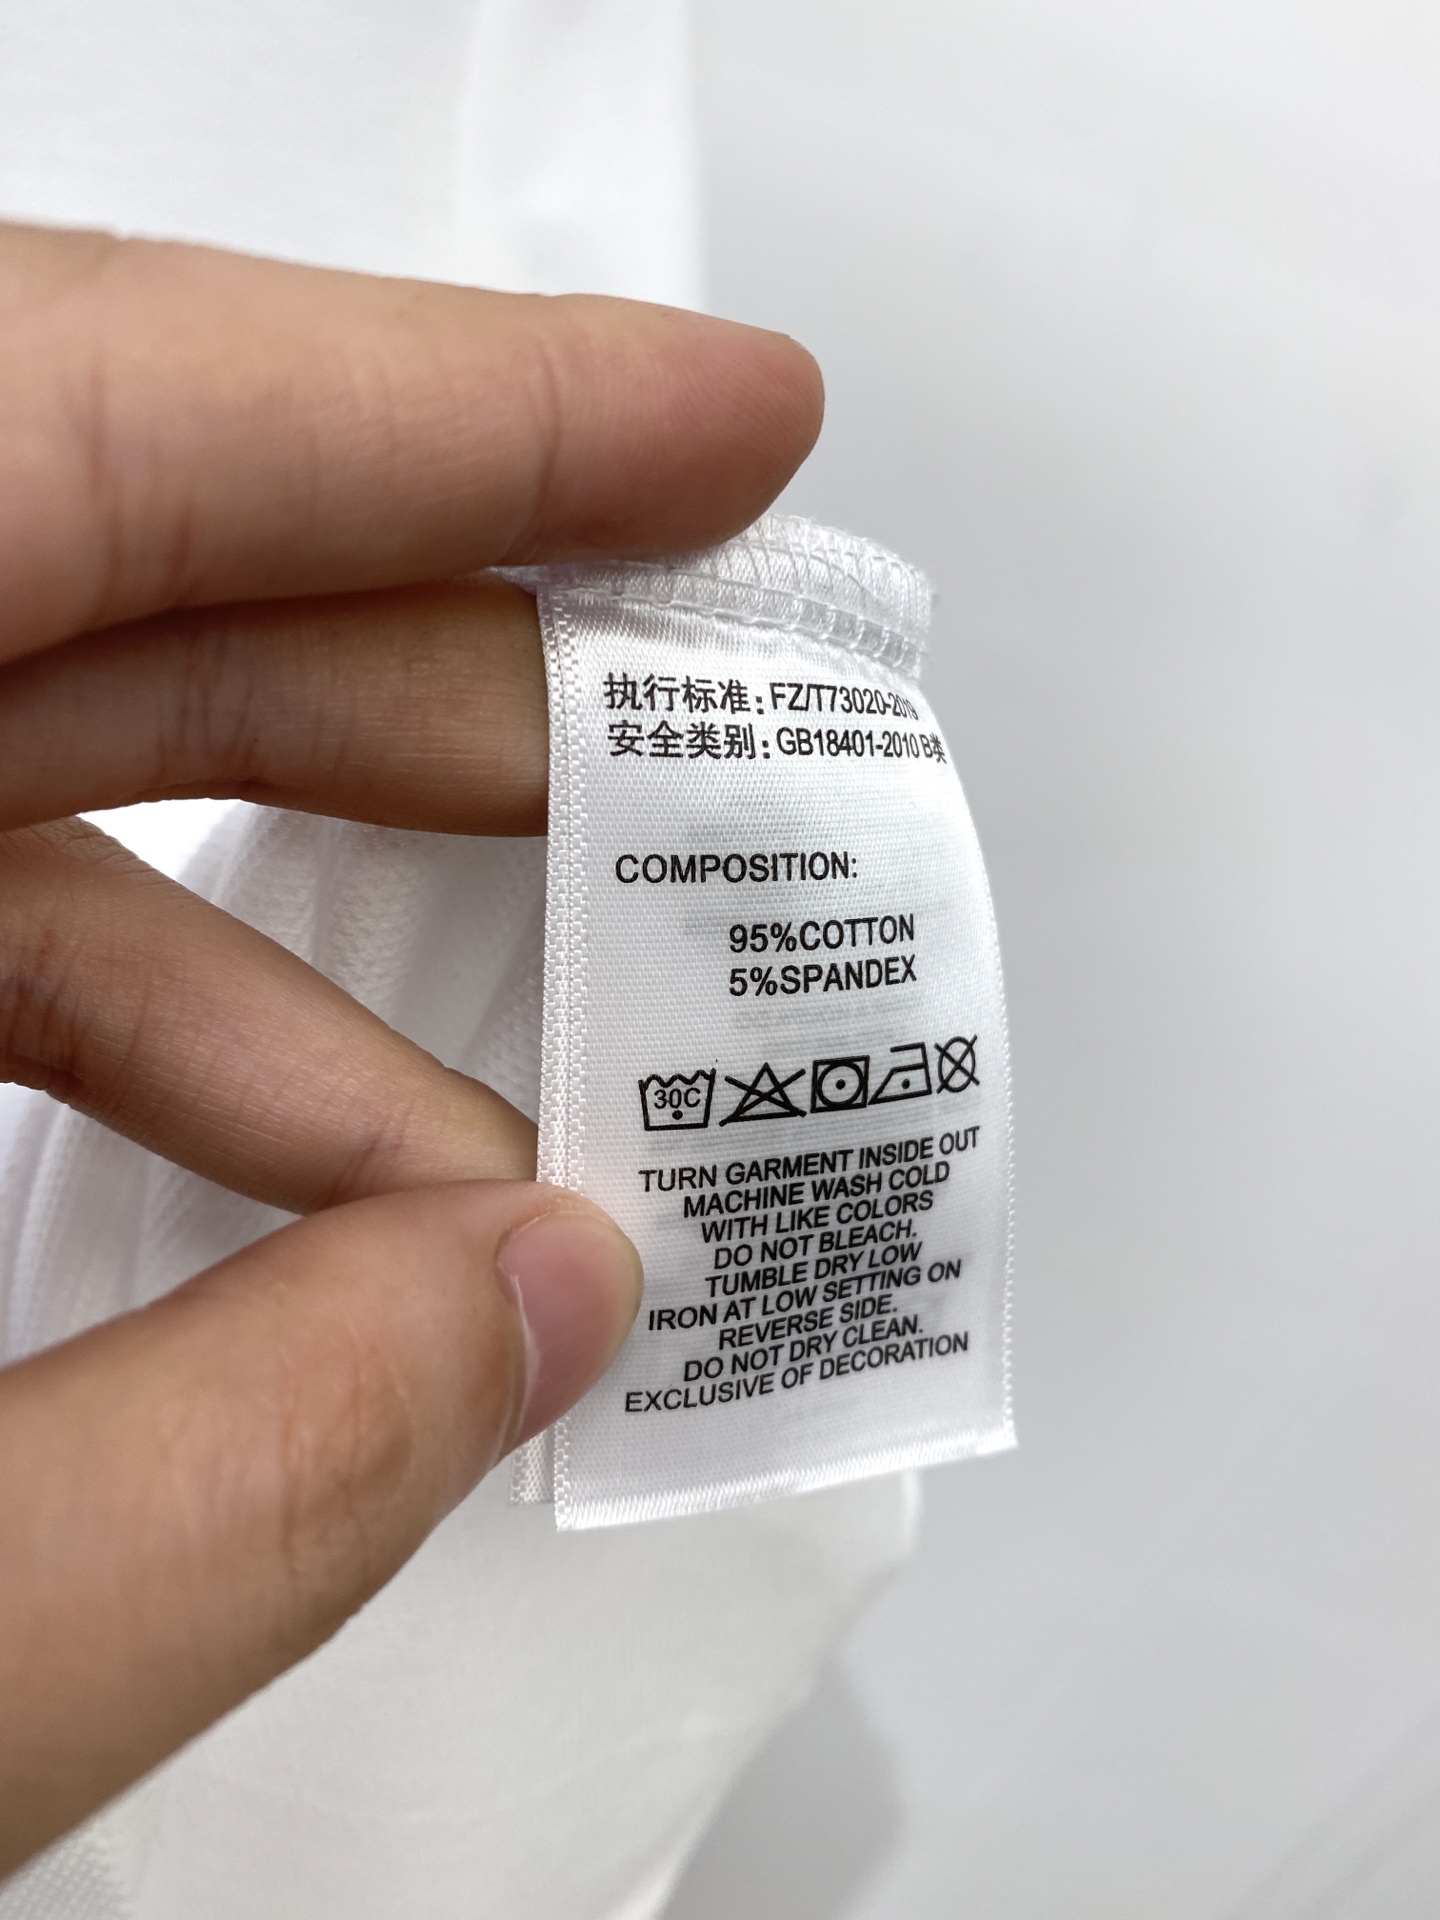 执行标准: FZ/T73020-2019
安全类别: GB18401-2010 B类
COMPOSITION:
95%COTTON
5%SPANDEX
30C
TURN GARMENT INSIDE OUT
MACHINE WASH COLD
WITH LIKE COLORS
DO NOT BLEACH.
TUMBLE DRY LOW
IRON AT LOW SETTING ON
REVERSE SIDE.
DO NOT DRY CLEAN.
EXCLUSIVE OF DECORATION